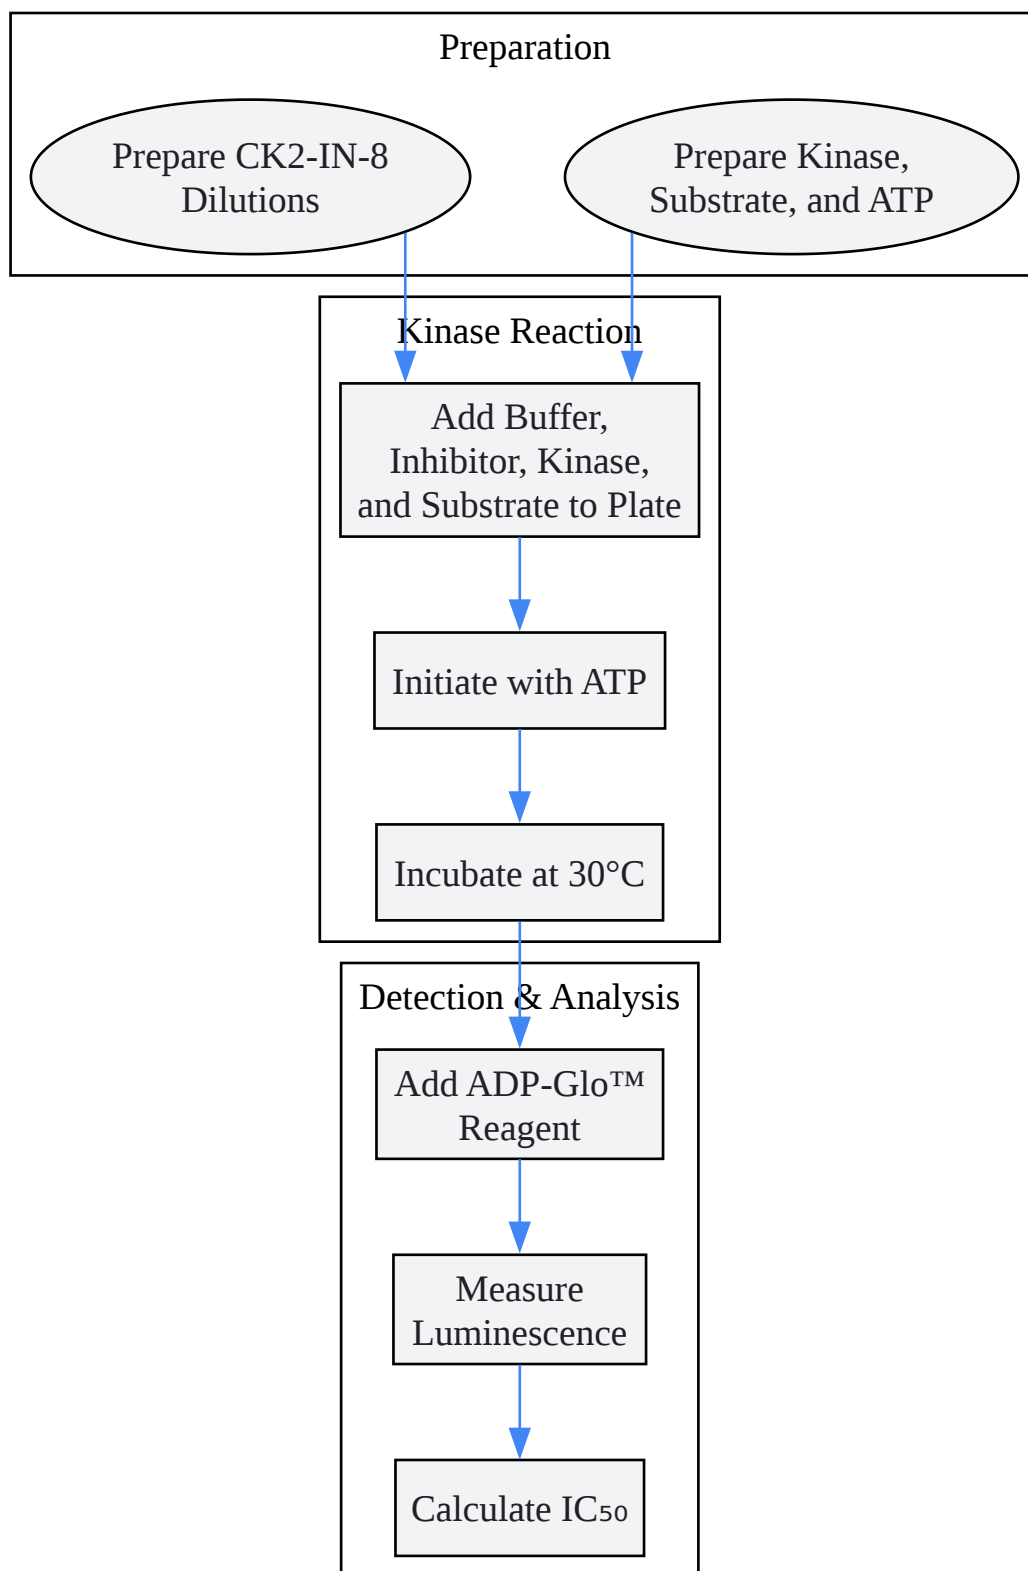 Preparation
Prepare CK2-IN-8
Dilutions
Prepare Kinase,
Substrate, and ATP
Kinase Reaction
Add Buffer,
Inhibitor, Kinase,
and Substrate to Plate
Initiate with ATP
Incubate at 30°C
Detection & Analysis
Add ADP-Glo™
Reagent
Measure
Luminescence
Calculate IC₅₀